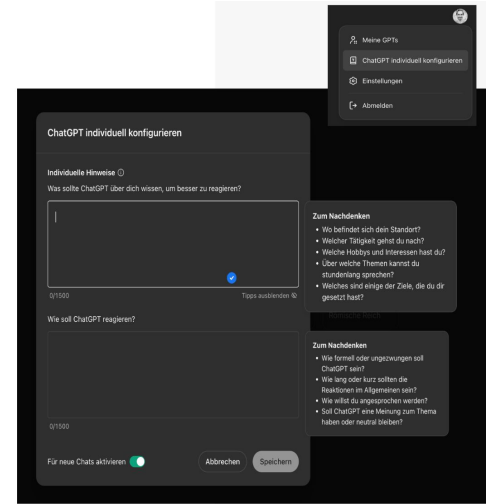 Meine GPTs
ChatGPT individuell konfigurieren
Einstellungen
Abmelden
ChatGPT individuell konfigurieren
Individuelle Hinweise
Was sollte ChatGPT über dich wissen, um besser zu reagieren?
0/1500
Tipps ausblenden
Zum Nachdenken
• Wo befindet sich dein Standort?
• Welcher Tätigkeit gehst du nach?
• Welche Hobbys und Interessen hast du?
• Über welche Themen kannst du
stundenlang sprechen?
• Welches sind einige der Ziele, die du dir
gesetzt hast?
Römische Reich
Wie soll ChatGPT reagieren?
0/1500
Zum Nachdenken
• Wie formell oder ungezwungen soll
ChatGPT sein?
• Wie lang oder kurz sollten die
Reaktionen im Allgemeinen sein?
• Wie willst du angesprochen werden?
• Soll ChatGPT eine Meinung zum Thema
haben oder neutral bleiben?
Für neue Chats aktivieren
Abbrechen
Speichern